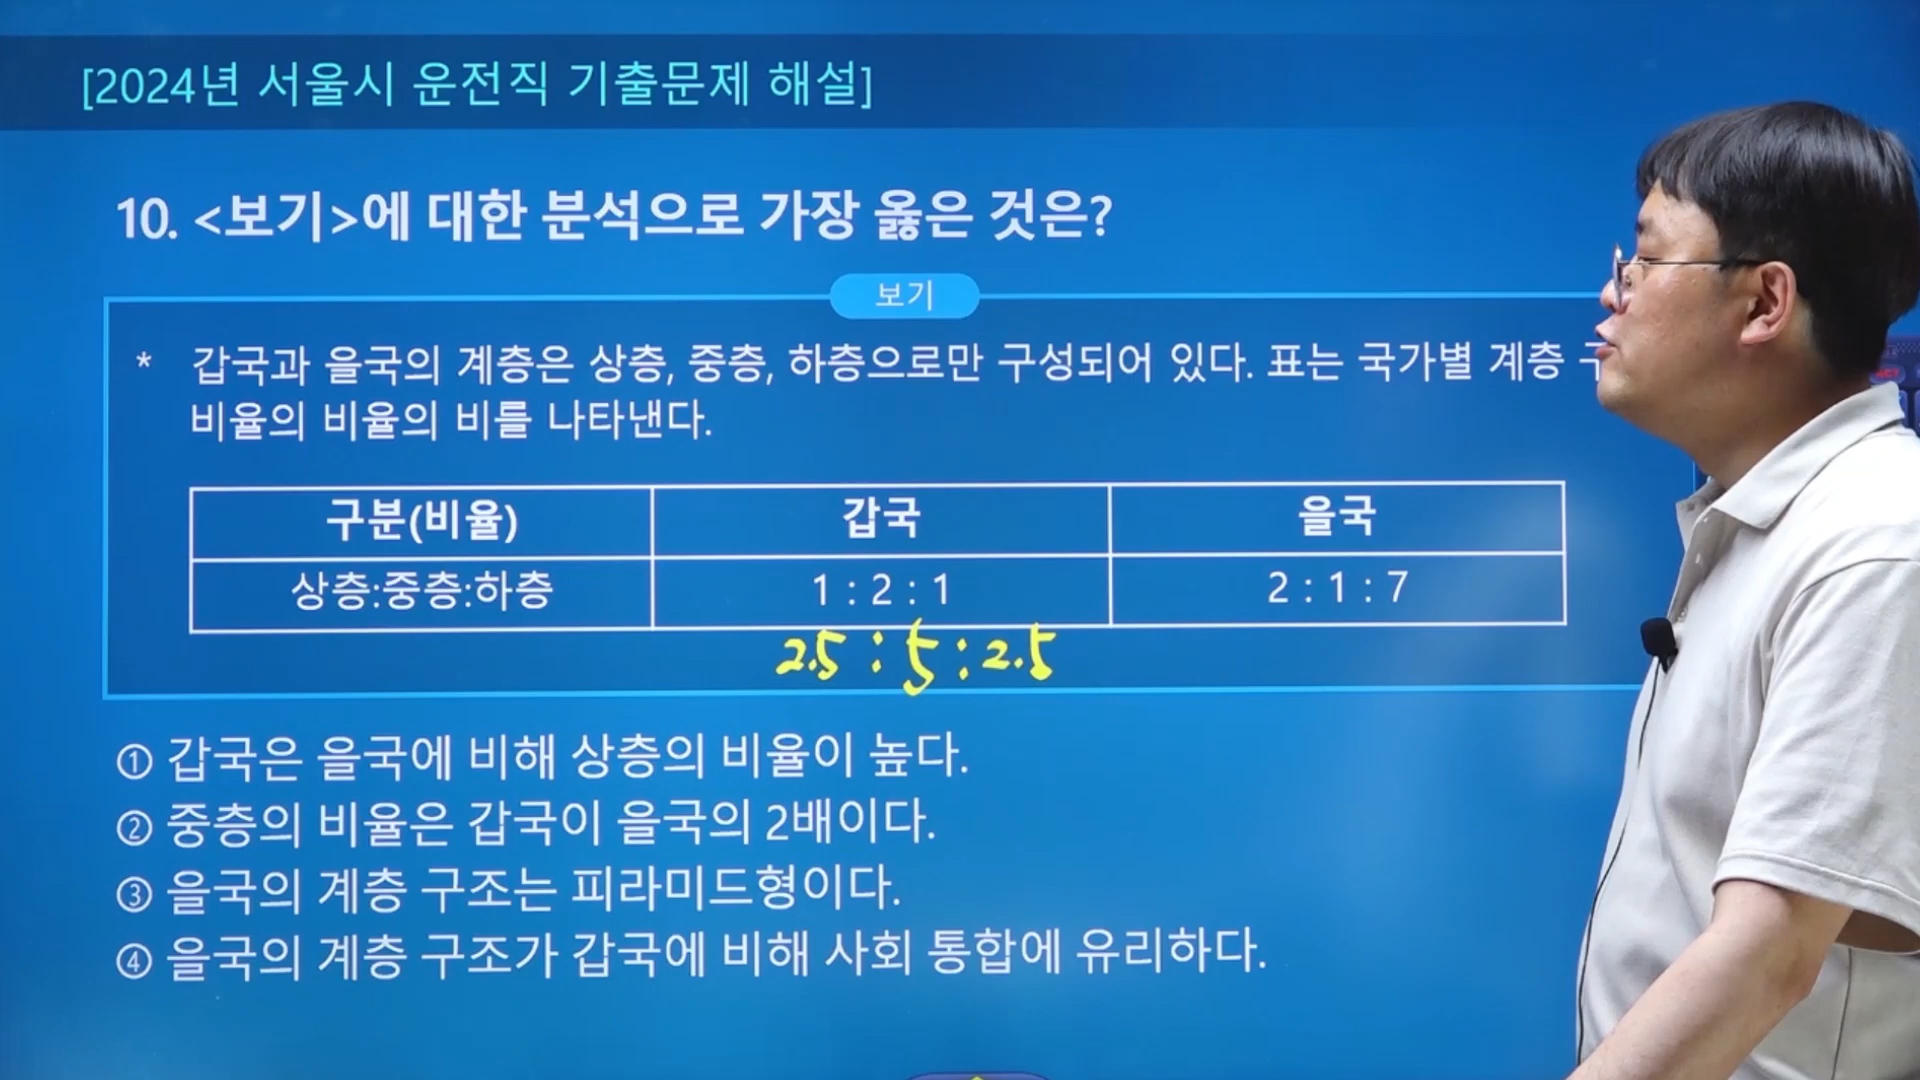 [2024년 서울시 운전직 기출문제 해설]
10. <보기>에 대한 분석으로 가장 옳은 것은?
보기
* 갑국과 을국의 계층은 상층, 중층, 하층으로만 구성되어 있다. 표는 국가별 계층
비율의 비율의 비를 나타낸다.
구분(비율) 갑국 을국
상층:중층:하층 1 : 2 : 1 2 : 1 : 7
2.5 : 5 : 2.5
① 갑국은 을국에 비해 상층의 비율이 높다.
② 중층의 비율은 갑국이 을국의 2배이다.
③ 을국의 계층 구조는 피라미드형이다.
④ 을국의 계층 구조가 갑국에 비해 사회 통합에 유리하다.